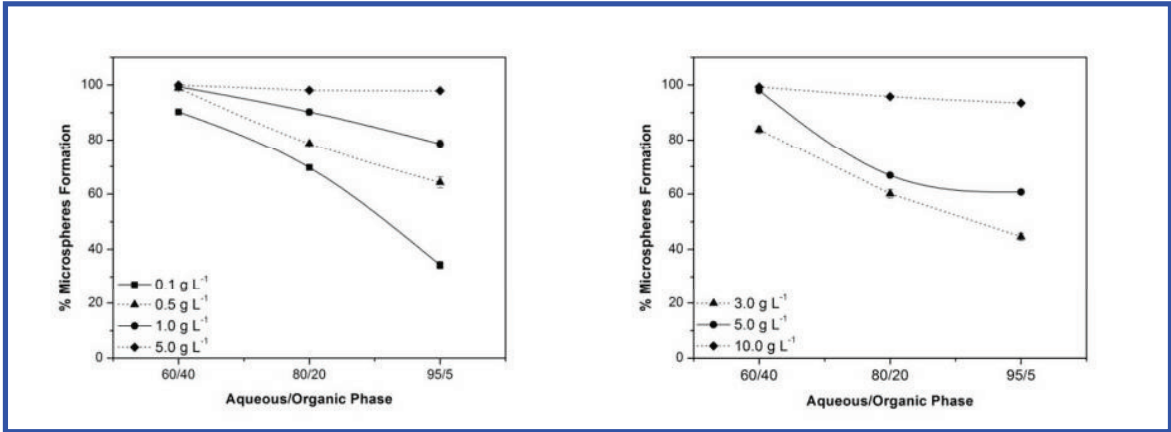 100
80
60
40
20
0
% Microspheres Formation
0.1 g L⁻¹
0.5 g L⁻¹
1.0 g L⁻¹
5.0 g L⁻¹
60/40
80/20
95/5
Aqueous/Organic Phase
100
80
60
40
20
0
% Microspheres Formation
3.0 g L⁻¹
5.0 g L⁻¹
10.0 g L⁻¹
60/40
80/20
95/5
Aqueous/Organic Phase